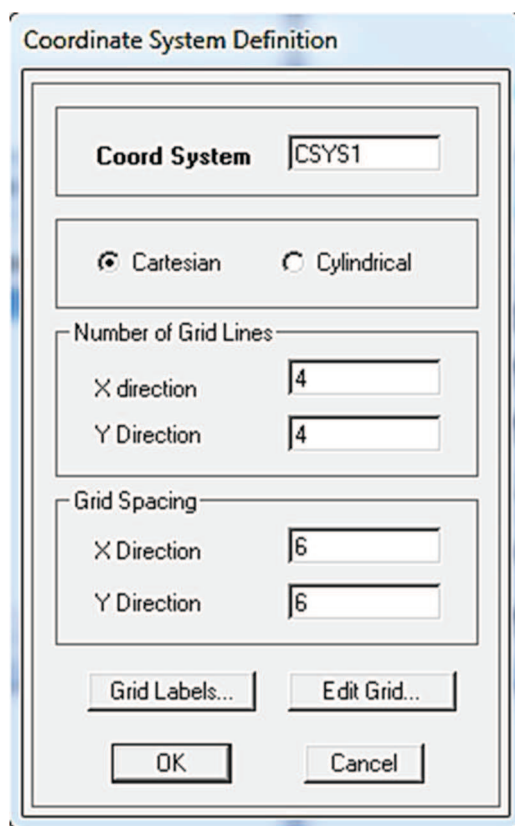 Coordinate System Definition
Coord System CSYS1
Cartesian Cylindrical
Number of Grid Lines
X direction 4
Y Direction 4
Grid Spacing
X Direction 6
Y Direction 6
Grid Labels... Edit Grid...
OK Cancel